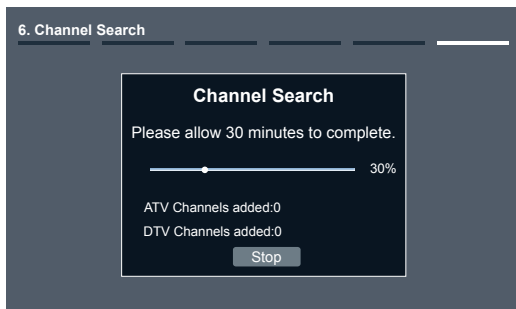 6. Channel Search
Channel Search
Please allow 30 minutes to complete.
30%
ATV Channels added:0
DTV Channels added:0
Stop